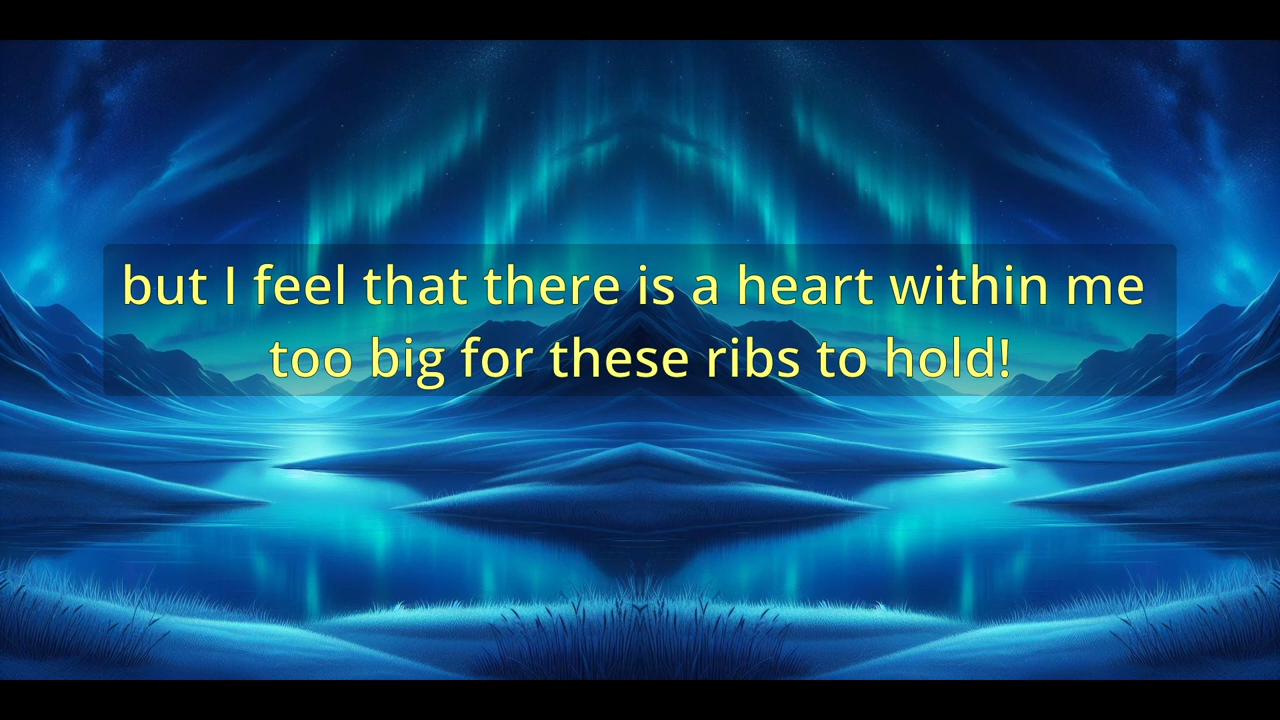 but I feel that there is a heart within me
too big for these ribs to hold!